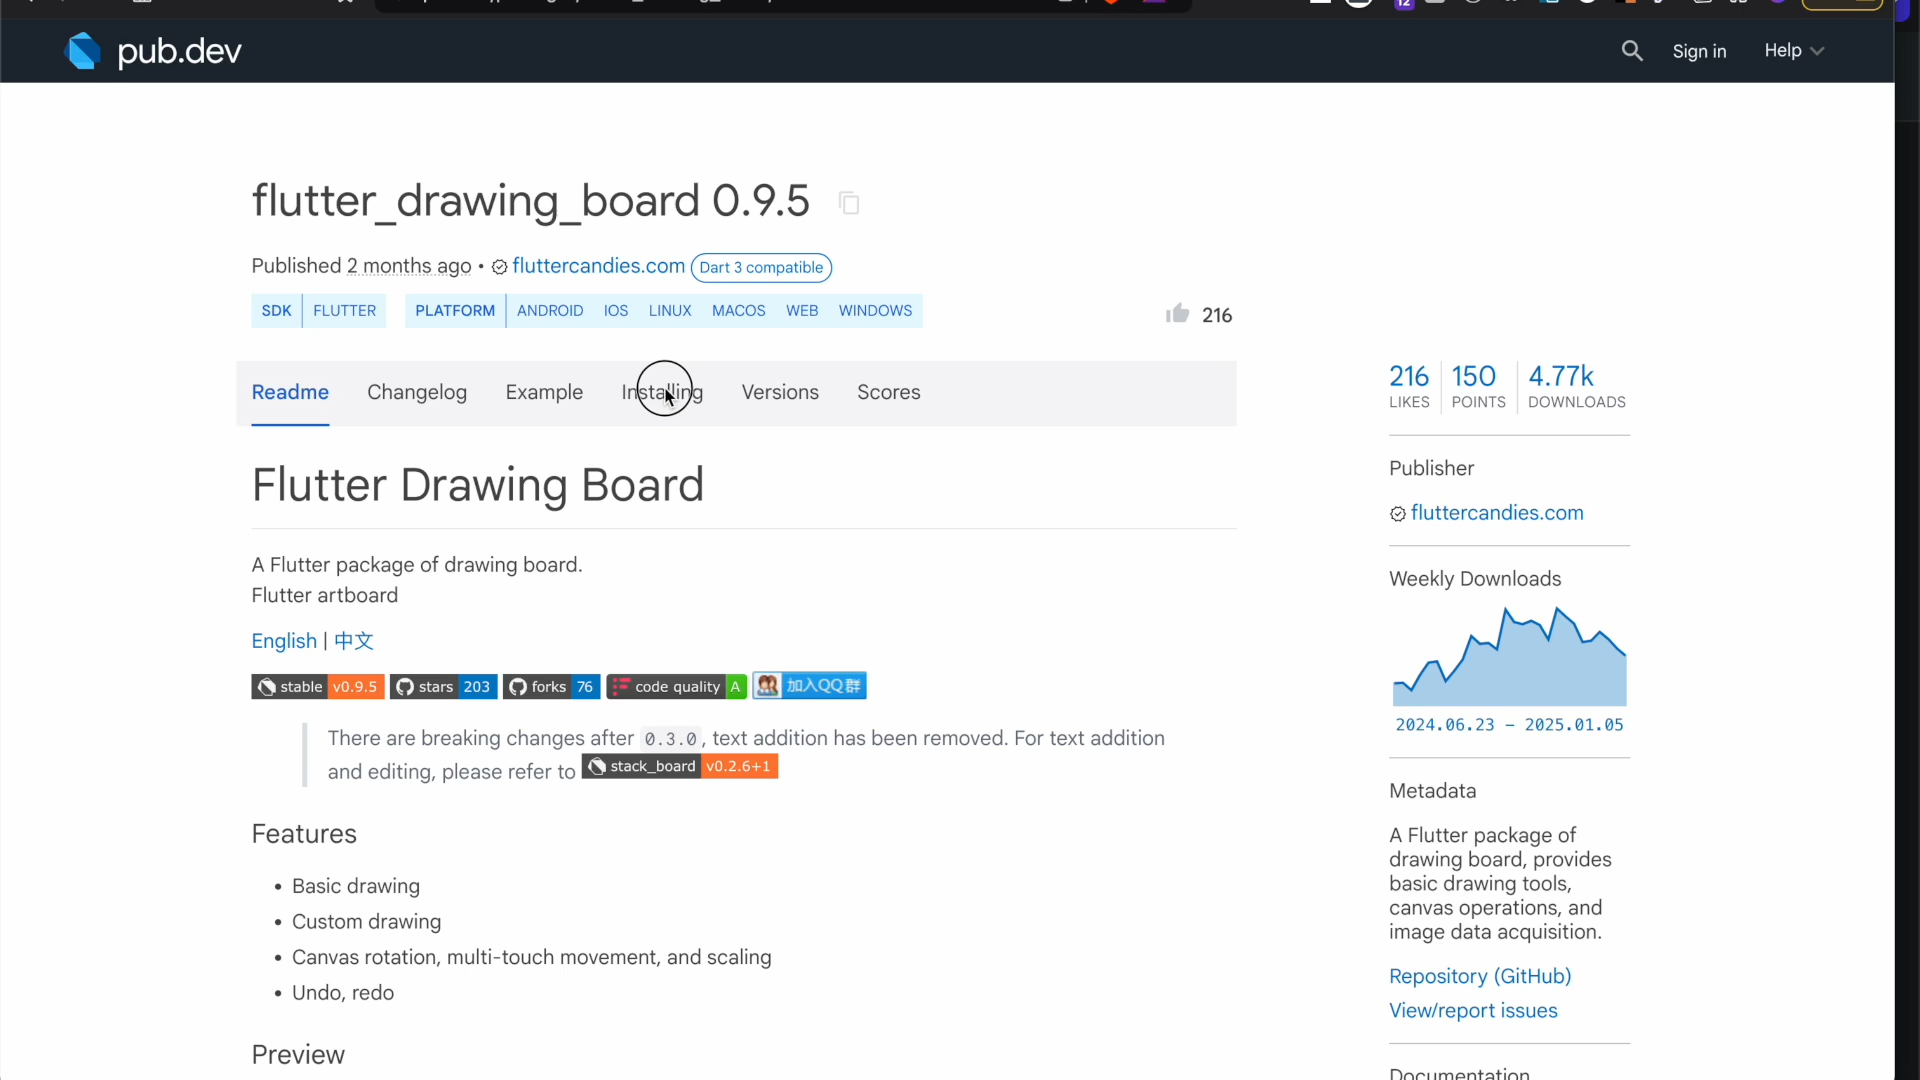 12
pub.dev
Sign in
Help
flutter_drawing_board 0.9.5
Published 2 months ago • fluttercandies.com Dart 3 compatible
SDK FLUTTER PLATFORM ANDROID IOS LINUX MACOS WEB WINDOWS
216
Readme Changelog Example Installing Versions Scores
216 LIKES
150 POINTS
4.77k DOWNLOADS
Flutter Drawing Board
A Flutter package of drawing board.
Flutter artboard
English | 中文
stable v0.9.5 stars 203 forks 76 code quality A 加入QQ群
There are breaking changes after 0.3.0, text addition has been removed. For text addition
and editing, please refer to stack_board v0.2.6+1
Features
• Basic drawing
• Custom drawing
• Canvas rotation, multi-touch movement, and scaling
• Undo, redo
Preview
Publisher
fluttercandies.com
Weekly Downloads
2024.06.23 - 2025.01.05
Metadata
A Flutter package of
drawing board, provides
basic drawing tools,
canvas operations, and
image data acquisition.
Repository (GitHub)
View/report issues
Documentation